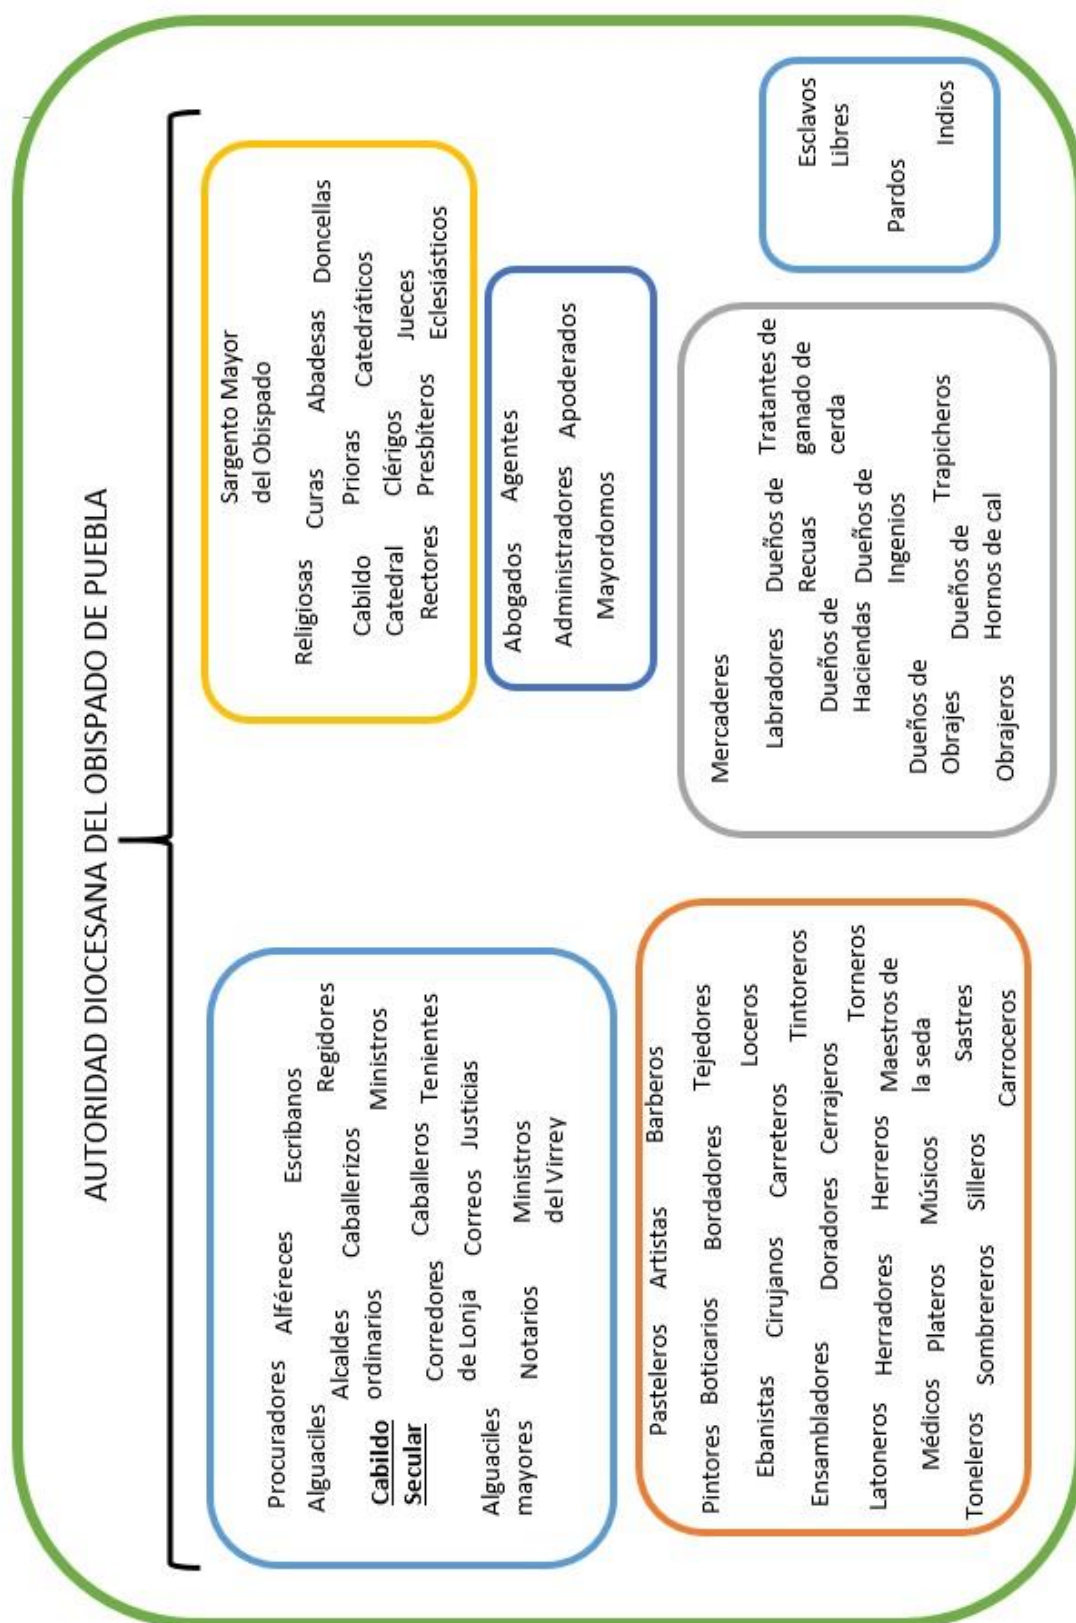 AUTORIDAD DIOCESANA DEL OBISPADO DE PUEBLA
Procuradores Alféreces Escribanos
Alguaciles Regidores
Alcaldes
ordinarios
Caballerizos Ministros
Cabildo
Secular
Corredores
de Lonja
Caballeros Tenientes
Correos Justicias
Alguaciles
mayores
Notarios
Ministros
del Virrey
Sargento Mayor
del Obispado
Religiosas Curas Abadesas Doncellas
Cabildo
Catedral
Prioras Catedráticos
Rectores
Clérigos
Presbíteros
Jueces
Eclesiásticos
Abogados Agentes
Administradores Apoderados
Mayordomos
Pasteleros Artistas Barberos
Pintores Boticarios Bordadores Tejedores
Ebanistas Cirujanos Carreteros Loceros
Tintoreros
Ensambladores Doradores Cerrajeros
Torneros
Latoneros Herradores Herreros
Maestros de
la seda
Médicos Plateros Músicos
Toneleros Sombrereros Silleros Sastres
Carroceros
Mercaderes
Labradores
Dueños de
Recuas
Tratantes de
ganado de
cerda
Dueños de
Haciendas
Dueños de
Ingenios
Dueños de
Obrajes
Trapicheros
Dueños de
Hornos de cal
Obrajeros
Esclavos
Libres
Pardos
Indios